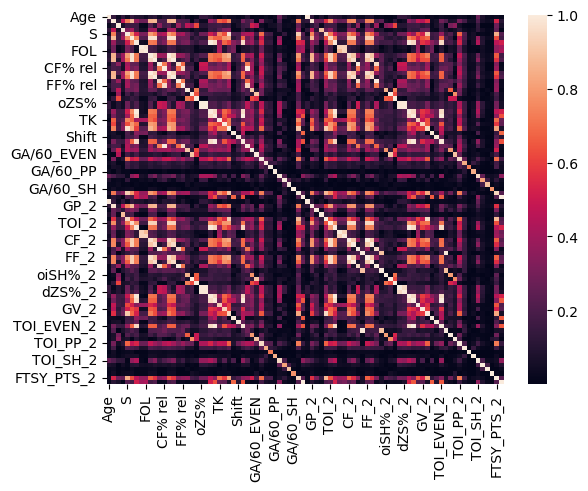 Age
S
FOL
CF% rel
FF% rel
oZS%
TK
Shift
GA/60_EVEN
GA/60_PP
GA/60_SH
GP_2
TOI_2
CF_2
FF_2
oiSH%_2
dZS%_2
GV_2
TOI_EVEN_2
TOI_PP_2
TOI_SH_2
FTSY_PTS_2
Age
S
FOL
CF% rel
FF% rel
oZS%
TK
Shift
GA/60_EVEN
GA/60_PP
GA/60_SH
GP_2
TOI_2
CF_2
FF_2
oiSH%_2
dZS%_2
GV_2
TOI_EVEN_2
TOI_PP_2
TOI_SH_2
FTSY_PTS_2
1.0
0.8
0.6
0.4
0.2